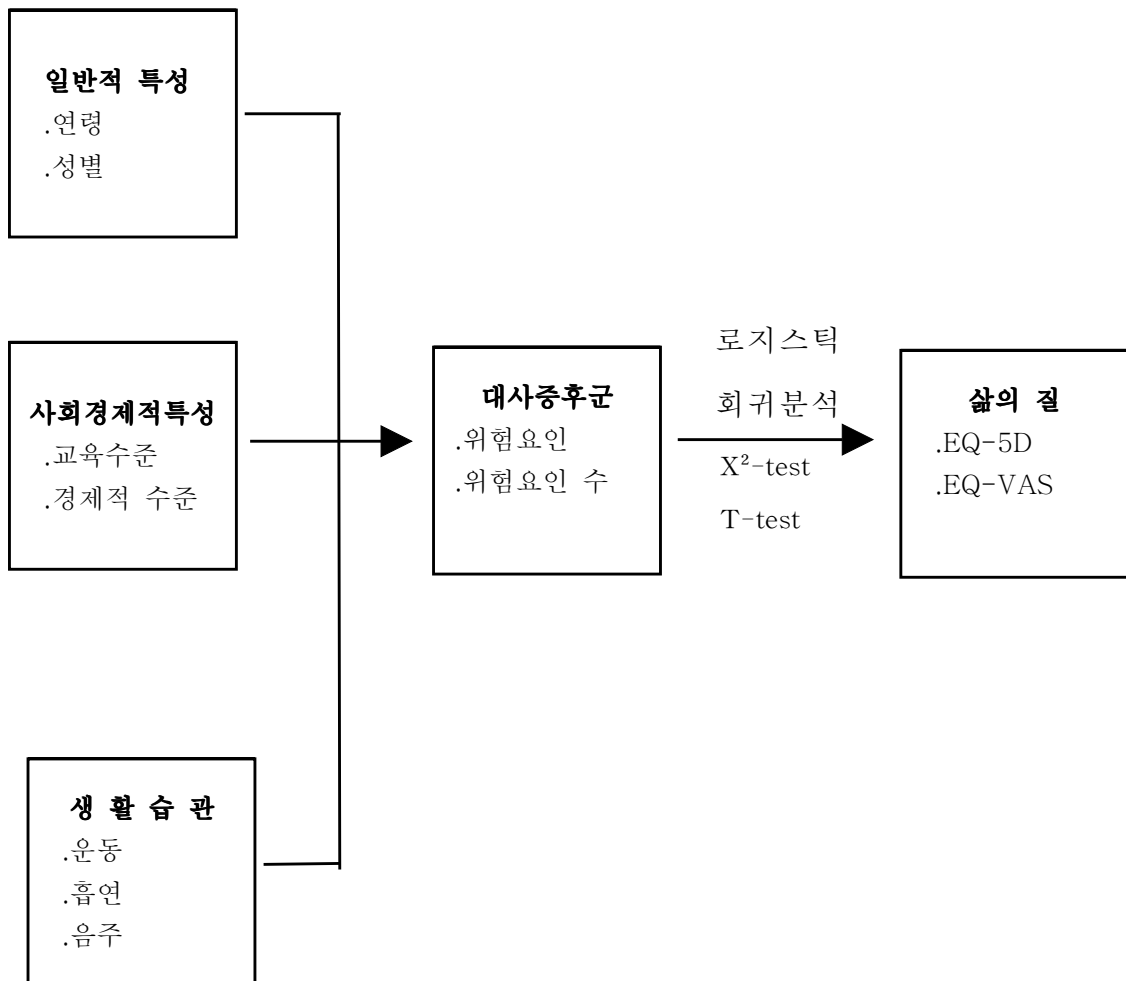 일반적 특성
.연령
.성별
사회경제적특성
.교육수준
.경제적 수준
생 활 습 관
.운동
.흡연
.음주
대사증후군
.위험요인
.위험요인 수
로지스틱
회귀분석
X²-test
T-test
삶의 질
.EQ-5D
.EQ-VAS